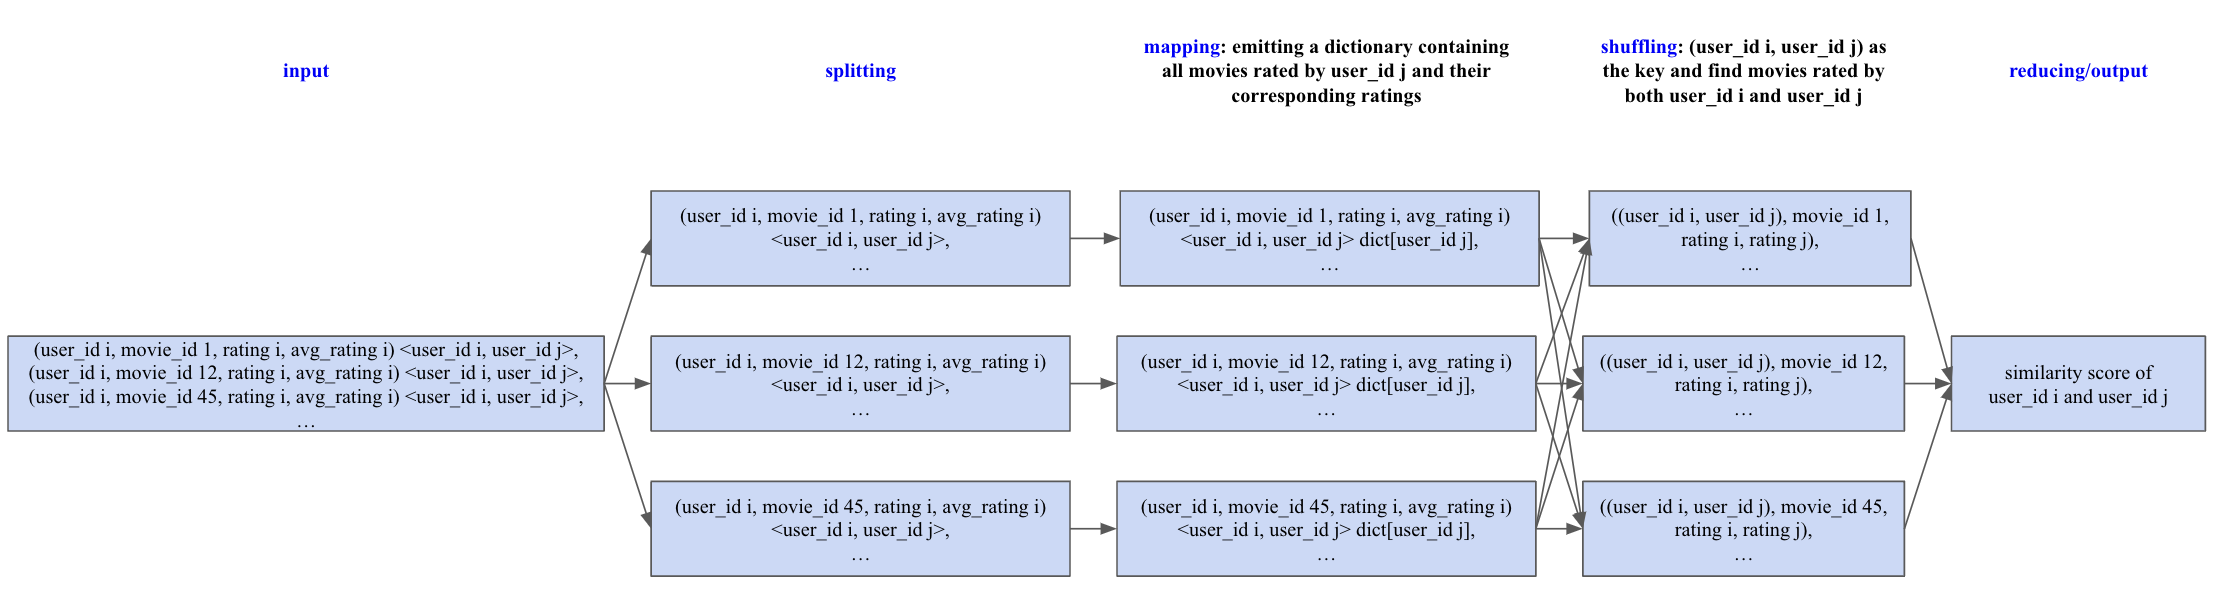 input
splitting
mapping: emitting a dictionary containing
all movies rated by user_id j and their
corresponding ratings
shuffling: (user_id i, user_id j) as
the key and find movies rated by
both user_id i and user_id j
reducing/output
(user_id i, movie_id 1, rating i, avg_rating i) <user_id i, user_id j>,
(user_id i, movie_id 12, rating i, avg_rating i) <user_id i, user_id j>,
(user_id i, movie_id 45, rating i, avg_rating i) <user_id i, user_id j>,
…
(user_id i, movie_id 1, rating i, avg_rating i)
<user_id i, user_id j>,
…
(user_id i, movie_id 12, rating i, avg_rating i)
<user_id i, user_id j>,
…
(user_id i, movie_id 45, rating i, avg_rating i)
<user_id i, user_id j>,
…
(user_id i, movie_id 1, rating i, avg_rating i)
<user_id i, user_id j> dict[user_id j],
…
(user_id i, movie_id 12, rating i, avg_rating i)
<user_id i, user_id j> dict[user_id j],
…
(user_id i, movie_id 45, rating i, avg_rating i)
<user_id i, user_id j> dict[user_id j],
…
((user_id i, user_id j), movie_id 1,
rating i, rating j),
…
((user_id i, user_id j), movie_id 12,
rating i, rating j),
…
((user_id i, user_id j), movie_id 45,
rating i, rating j),
…
similarity score of
user_id i and user_id j